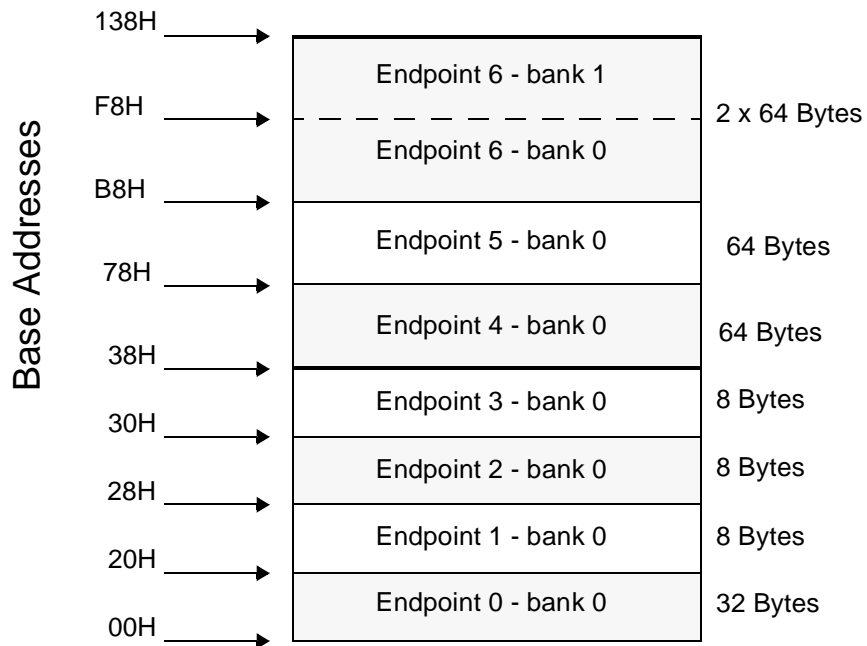 Base Addresses
138H
Endpoint 6 - bank 1
F8H
2 x 64 Bytes
Endpoint 6 - bank 0
B8H
Endpoint 5 - bank 0
64 Bytes
78H
Endpoint 4 - bank 0
64 Bytes
38H
Endpoint 3 - bank 0
8 Bytes
30H
Endpoint 2 - bank 0
8 Bytes
28H
Endpoint 1 - bank 0
8 Bytes
20H
Endpoint 0 - bank 0
32 Bytes
00H